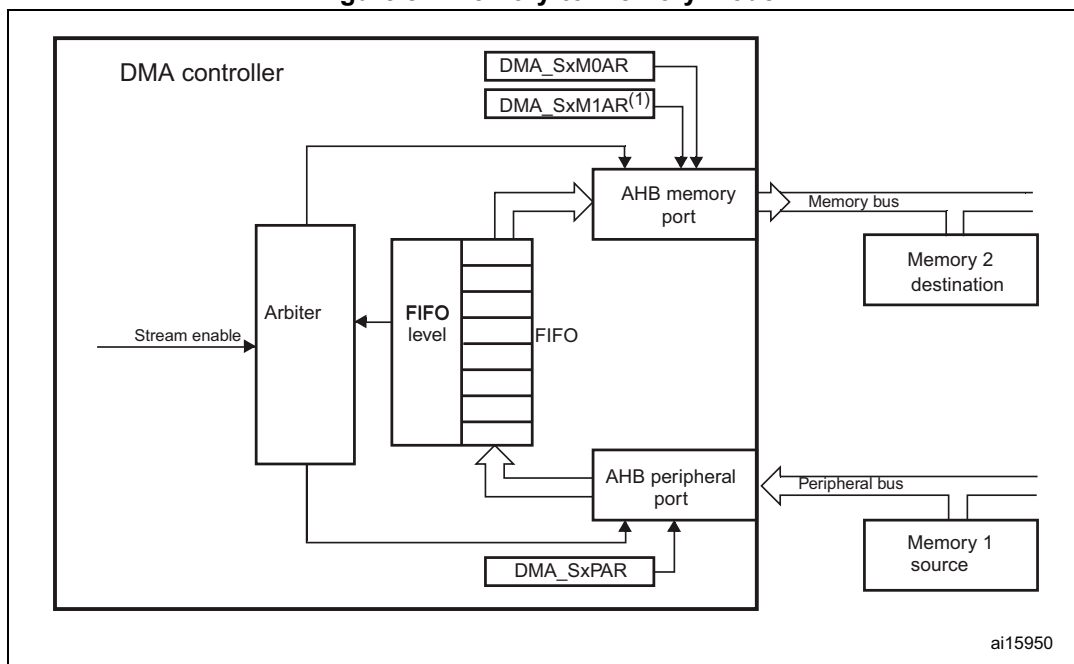 DMA controller
DMA_SxM0AR
DMA_SxM1AR(1)
AHB memory
port
Memory bus
Memory 2
destination
Arbiter
FIFO
level
FIFO
Stream enable
AHB peripheral
port
Peripheral bus
Memory 1
source
DMA_SxPAR
ai15950